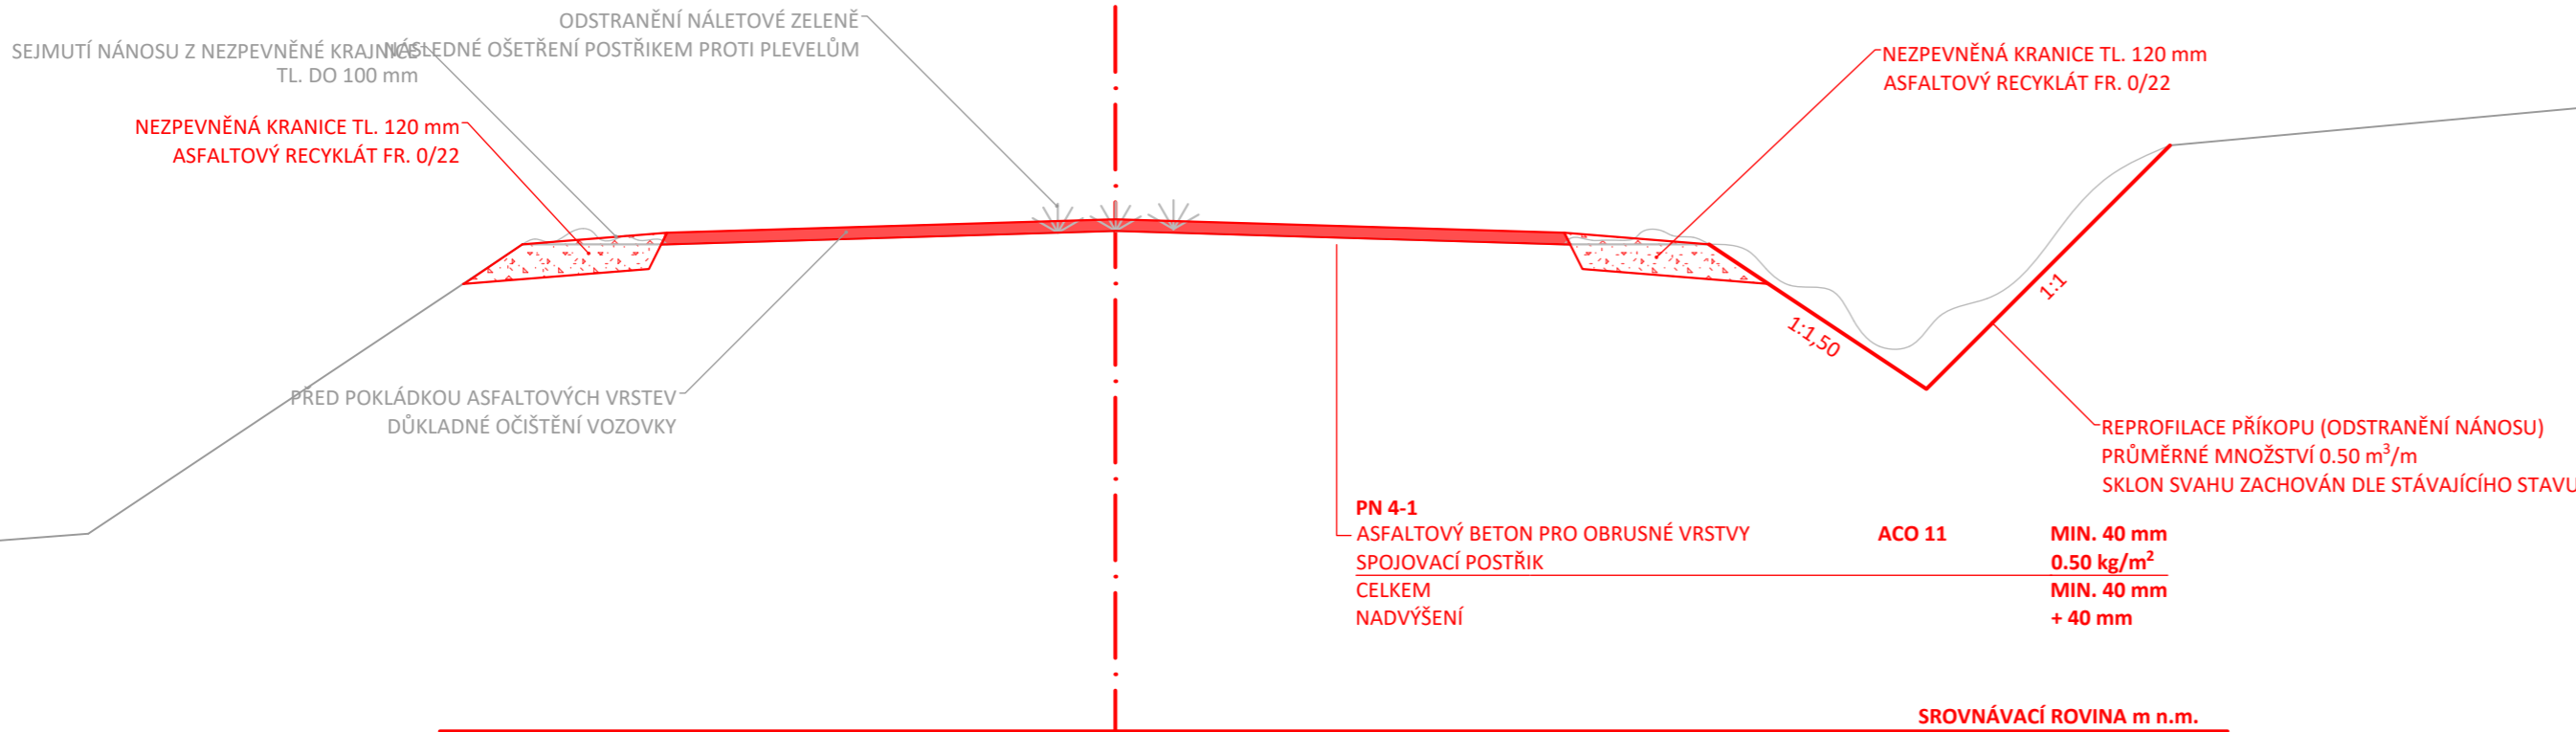 ODSTRANĚNÍ NÁLETOVÉ ZELENĚ
NÁSLEDNÉ OŠETŘENÍ POSTŘIKEM PROTI PLEVELŮM
SEJMUTÍ NÁNOSU Z NEZPEVNĚNÉ KRAJNICE
TL. DO 100 mm
NEZPEVNĚNÁ KRANICE TL. 120 mm
ASFALTOVÝ RECYKLÁT FR. 0/22
NEZPEVNĚNÁ KRANICE TL. 120 mm
ASFALTOVÝ RECYKLÁT FR. 0/22
1:1
1:1,50
PŘED POKLÁDKOU ASFALTOVÝCH VRSTEV
DŮKLADNÉ OČIŠTĚNÍ VOZOVKY
REPROFILACE PŘÍKOPU (ODSTRANĚNÍ NÁNOSU)
PRŮMĚRNÉ MNOŽSTVÍ 0.50 m³/m
SKLON SVAHU ZACHOVÁN DLE STÁVAJÍCÍHO STAVU
PN 4-1
ASFALTOVÝ BETON PRO OBRUSNÉ VRSTVY ACO 11 MIN. 40 mm
SPOJOVACÍ POSTŘIK 0.50 kg/m²
CELKEM MIN. 40 mm
NADVÝŠENÍ + 40 mm
SROVNÁVACÍ ROVINA m n.m.